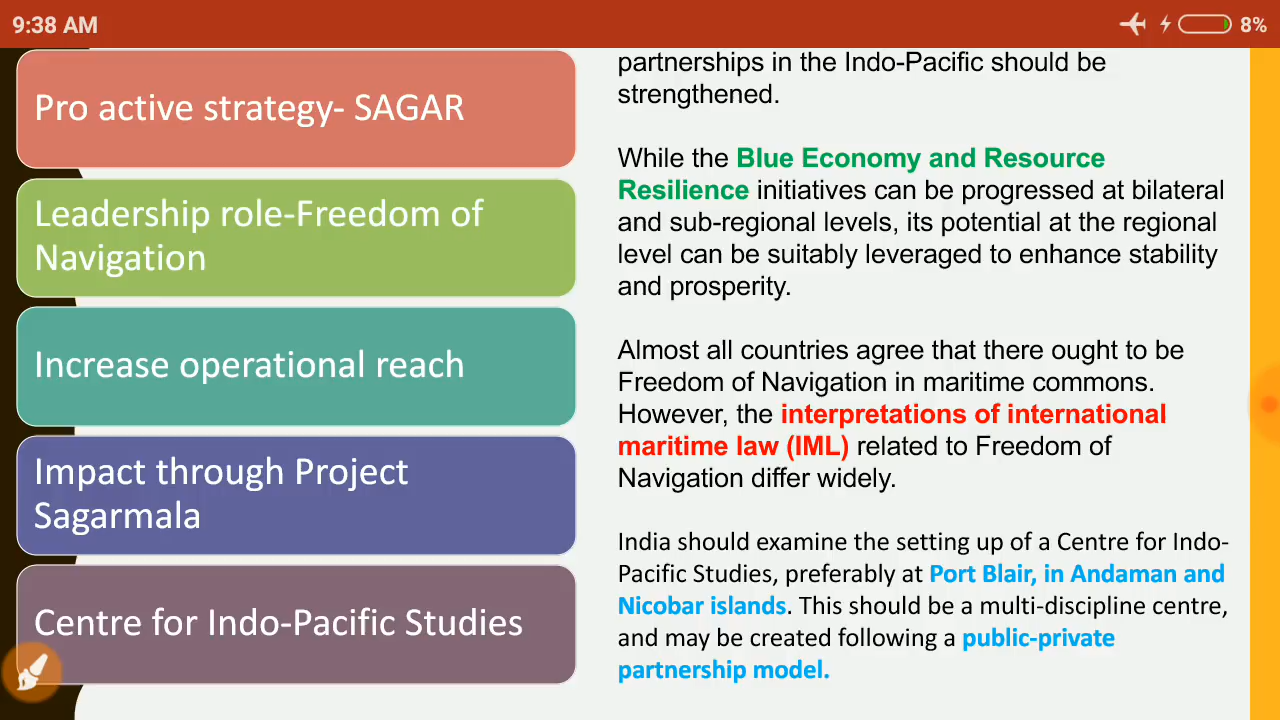 9:38 AM
8%
Pro active strategy- SAGAR
Leadership role-Freedom of
Navigation
Increase operational reach
Impact through Project
Sagarmala
Centre for Indo-Pacific Studies
partnerships in the Indo-Pacific should be
strengthened.
While the Blue Economy and Resource
Resilience initiatives can be progressed at bilateral
and sub-regional levels, its potential at the regional
level can be suitably leveraged to enhance stability
and prosperity.
Almost all countries agree that there ought to be
Freedom of Navigation in maritime commons.
However, the interpretations of international
maritime law (IML) related to Freedom of
Navigation differ widely.
India should examine the setting up of a Centre for Indo-
Pacific Studies, preferably at Port Blair, in Andaman and
Nicobar islands. This should be a multi-discipline centre,
and may be created following a public-private
partnership model.